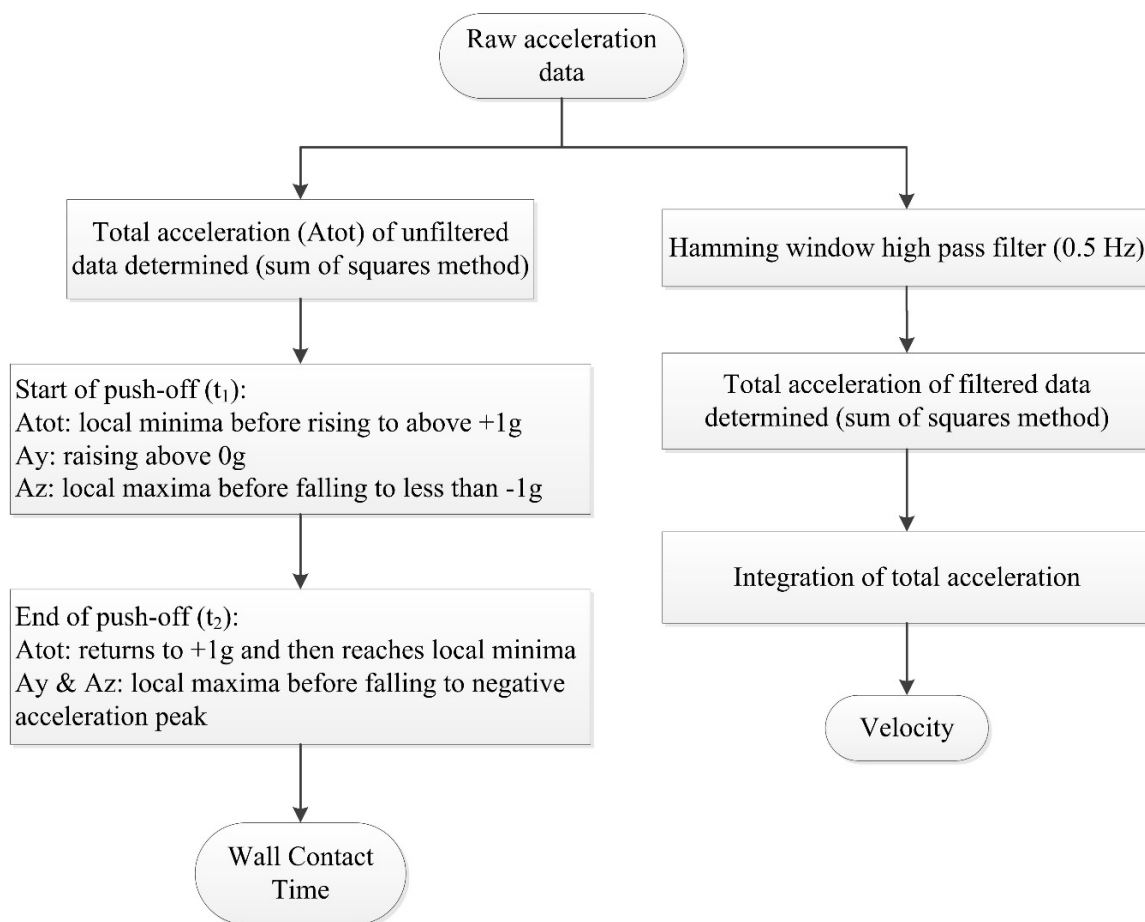 Raw acceleration
data
Total acceleration (Atot) of unfiltered
data determined (sum of squares method)
Start of push-off (t₁):
Atot: local minima before rising to above +1g
Ay: raising above 0g
Az: local maxima before falling to less than -1g
End of push-off (t₂):
Atot: returns to +1g and then reaches local minima
Ay & Az: local maxima before falling to negative
acceleration peak
Wall Contact
Time
Hamming window high pass filter (0.5 Hz)
Total acceleration of filtered data
determined (sum of squares method)
Integration of total acceleration
Velocity